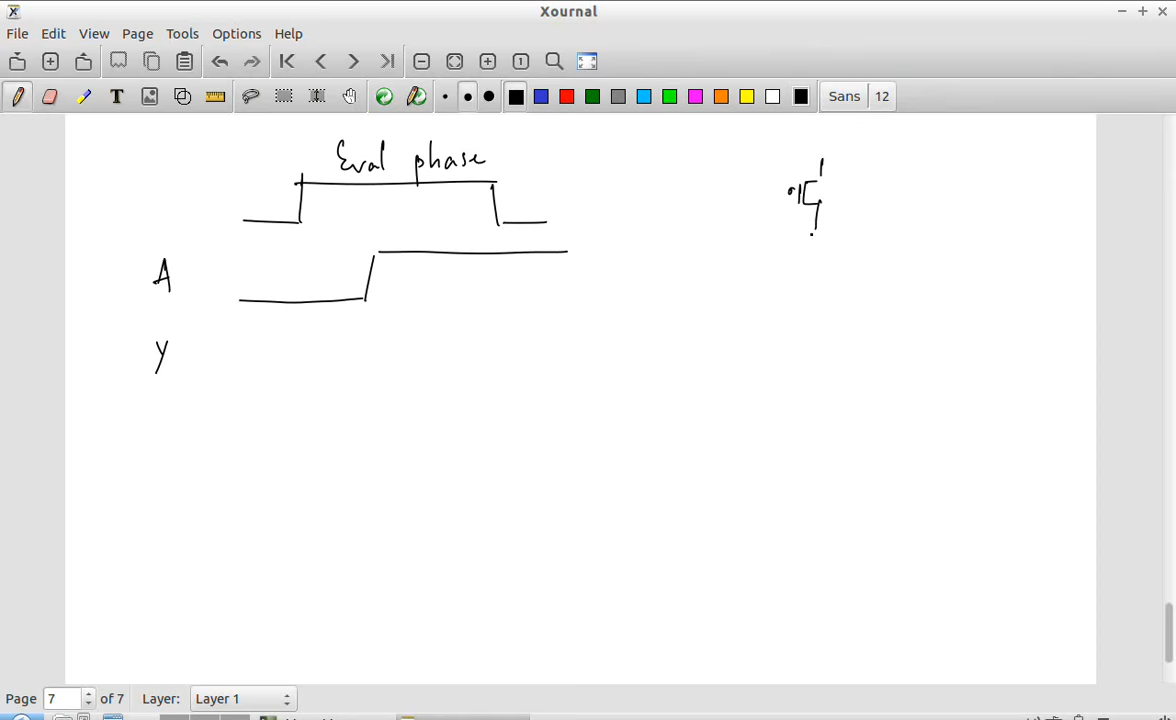 Xournal
File Edit View Page Tools Options Help
Sans 12
Eval phase
A
Y
Page 7 of 7 Layer: Layer 1